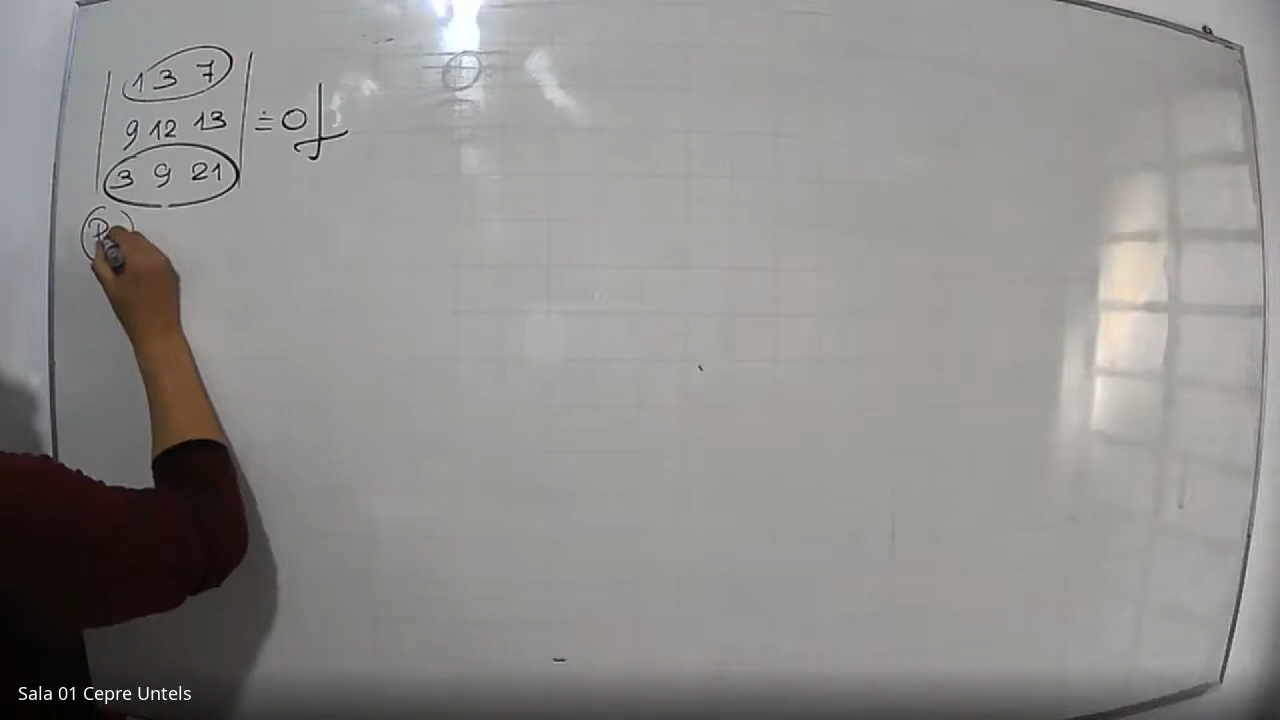 1 3 7
9 12 13 = 0
3 9 21
P
Sala 01 Cepre Untels